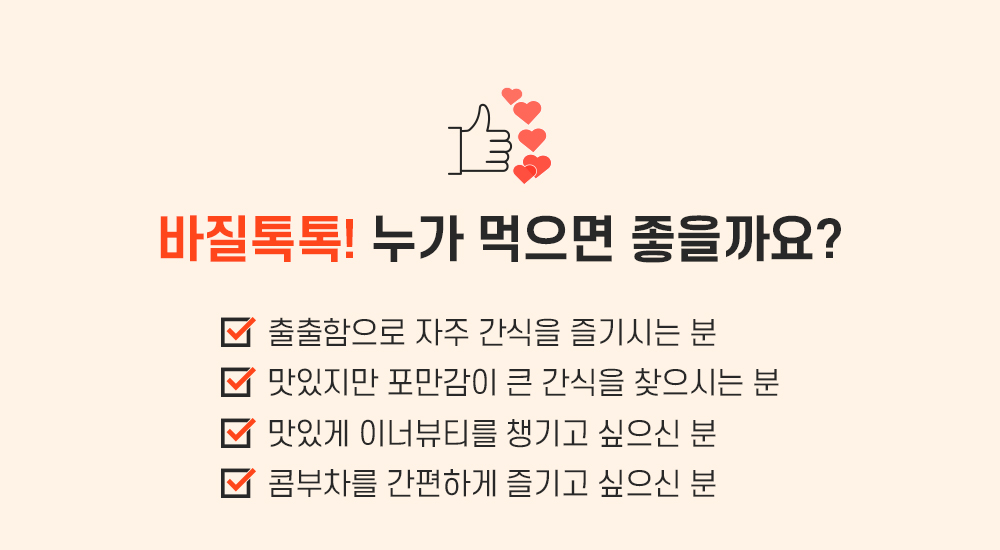 바질톡톡! 누가 먹으면 좋을까요?
출출함으로 자주 간식을 즐기시는 분
맛있지만 포만감이 큰 간식을 찾으시는 분
맛있게 이너뷰티를 챙기고 싶으신 분
콤부차를 간편하게 즐기고 싶으신 분